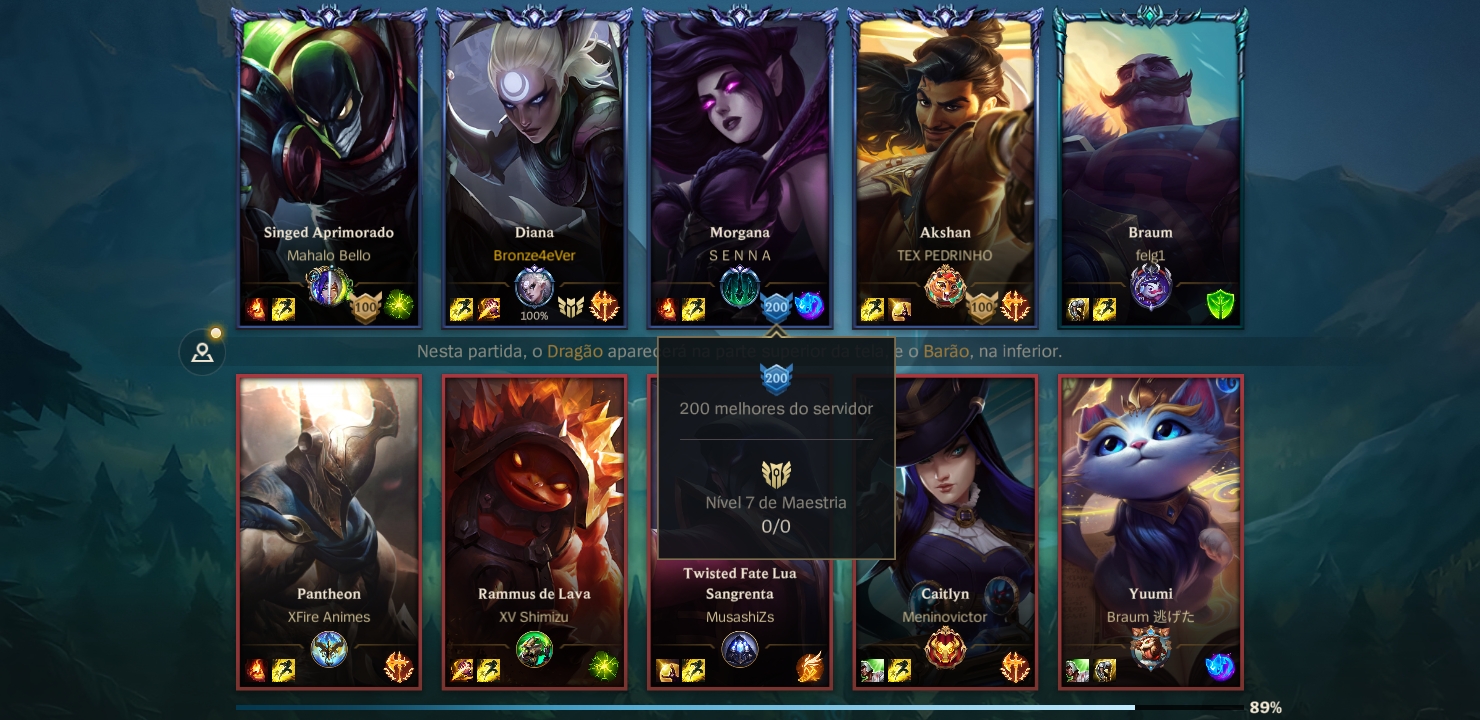 Singed Aprimorado
Mahalo Bello
100
Diana
Bronze4eVer
100%
Morgana
S E N N A
200
Akshan
TEX PEDRINHO
100
Braum
felg1
Nesta partida, o Dragão aparecerá na parte superior da tela, e o Barão, na inferior.
200
200 melhores do servidor
Nível 7 de Maestria
0/0
Pantheon
XFire Animes
Rammus de Lava
XV Shimizu
Twisted Fate Lua
Sangrenta
MusashiZs
Caitlyn
Meninovictor
Yuumi
Braum 逃げた
89%